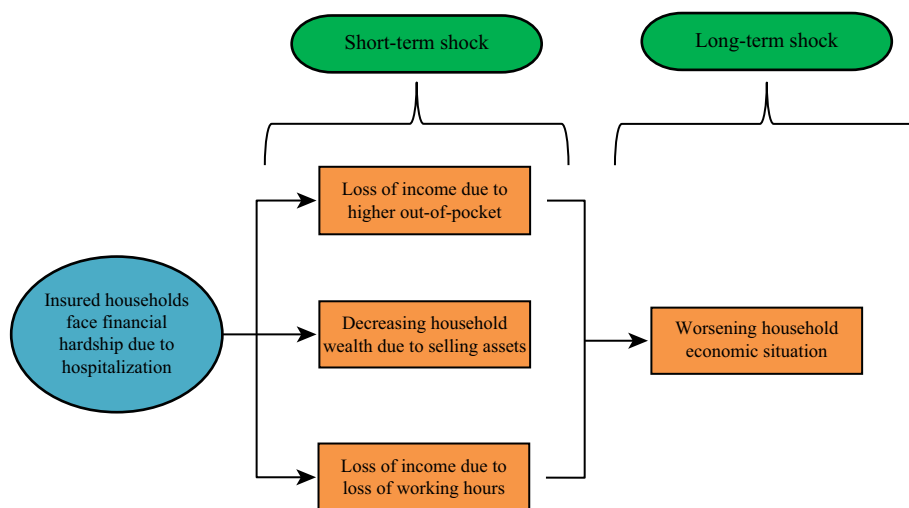 Short-term shock
Long-term shock
Loss of income due to
higher out-of-pocket
Insured households
face financial
hardship due to
hospitalization
Decreasing household
wealth due to selling assets
Worsening household
economic situation
Loss of income due to
loss of working hours